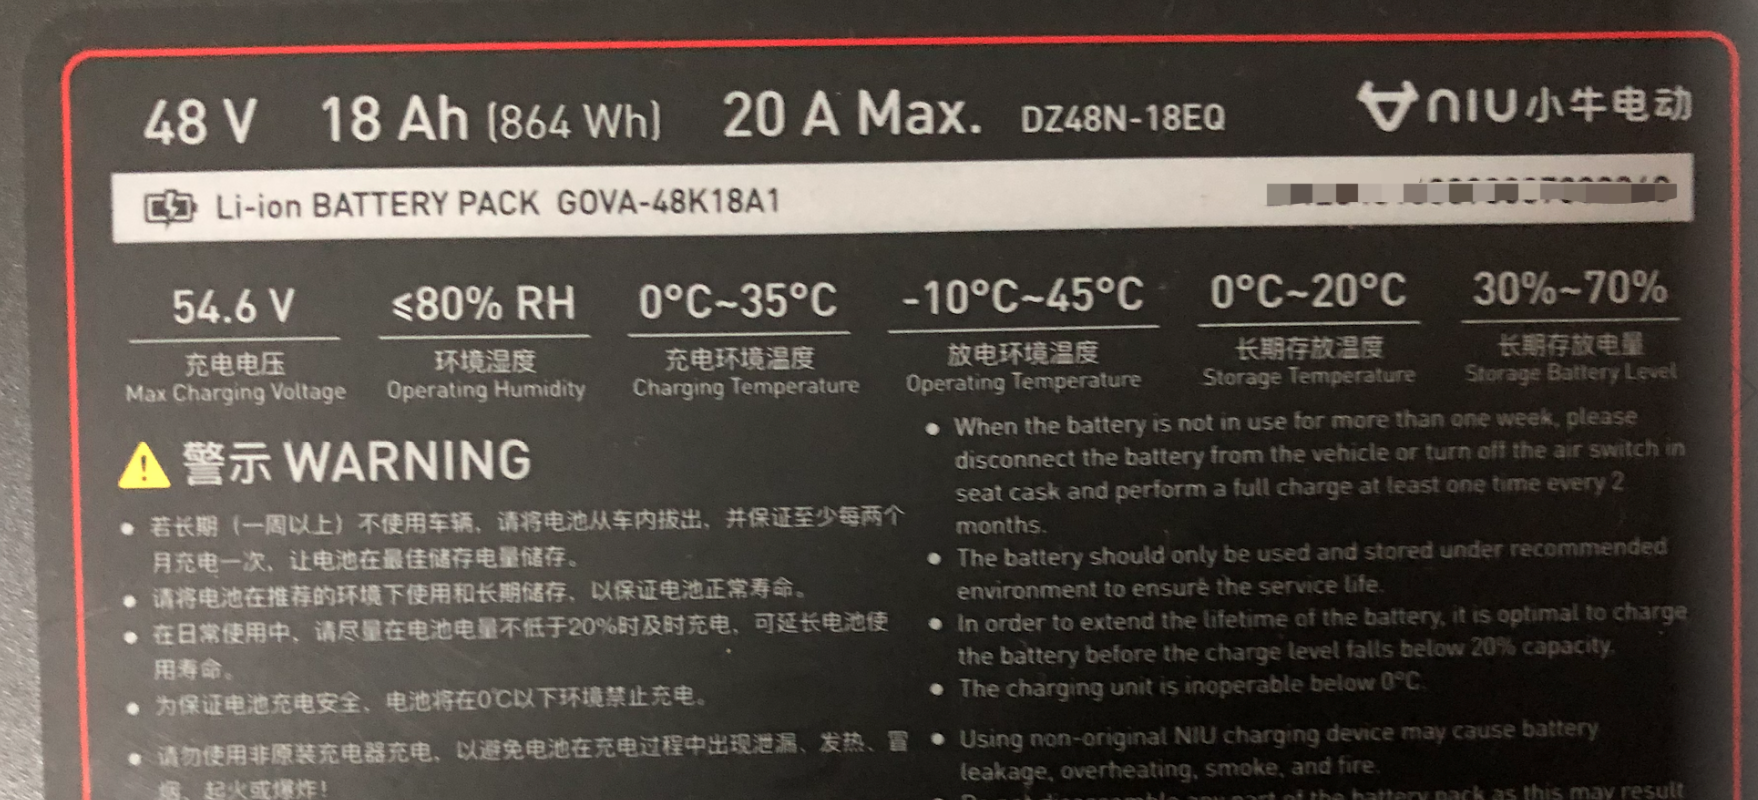 48 V 18 Ah (864 Wh) 20 A Max. DZ48N-18EQ NIU小牛电动
Li-ion BATTERY PACK GOVA-48K18A1
54.6 V ≤80% RH 0°C~35°C -10°C~45°C 0°C~20°C 30%~70%
充电电压 环境湿度 充电环境温度 放电环境温度 长期存放温度 长期存放电量
Max Charging Voltage Operating Humidity Charging Temperature Operating Temperature Storage Temperature Storage Battery Level
警示 WARNING
● 若长期（一周以上）不使用车辆、请将电池从车内拔出、并保证至少每两个
月充电一次、让电池在最佳储存电量储存。
● 请将电池在推荐的环境下使用和长期储存、以保证电池正常寿命。
● 在日常使用中、请尽量在电池电量不低于20%时及时充电、可延长电池使
用寿命。
● 为保证电池充电安全、电池将在0℃以下环境禁止充电。
● 请勿使用非原装充电器充电、以避免电池在充电过程中出现泄漏、发热、冒
烟、起火或爆炸！
● When the battery is not in use for more than one week, please
disconnect the battery from the vehicle or turn off the air switch in
seat cask and perform a full charge at least one time every 2
months.
● The battery should only be used and stored under recommended
environment to ensure the service life.
● In order to extend the lifetime of the battery, it is optimal to charge
the battery before the charge level falls below 20% capacity.
● The charging unit is inoperable below 0°C.
● Using non-original NIU charging device may cause battery
leakage, overheating, smoke, and fire.
● Do not disassemble any part of the battery pack as this may result